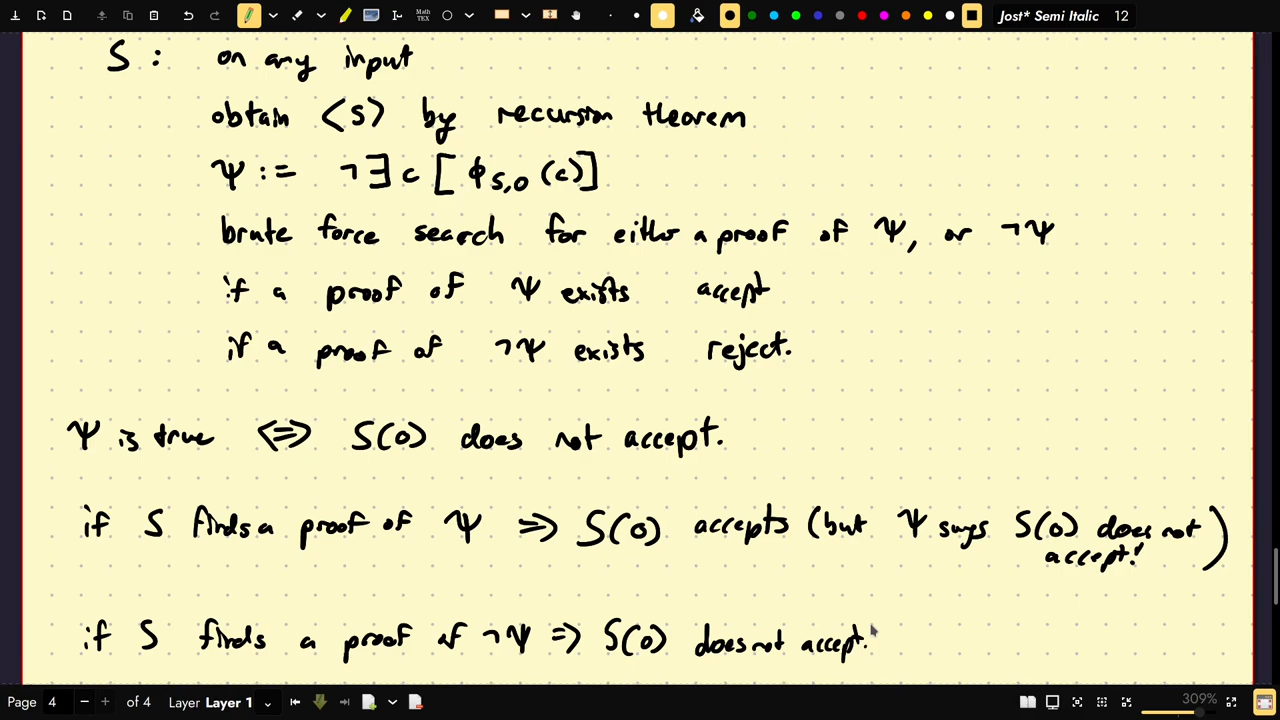 Math
TEX
Jost* Semi Italic 12
S : on any input
obtain <S> by recursion theorem
Ψ := ¬∃c [ϕS,0 (c)]
brute force search for either a proof of Ψ, or ¬Ψ
if a proof of Ψ exists accept
if a proof of ¬Ψ exists reject.
Ψ is true <=> S(0) does not accept.
if S finds a proof of Ψ => S(0) accepts (but Ψ says S(0) does not
accept!)
if S finds a proof of ¬Ψ => S(0) does not accept.
Page 4 − + of 4 Layer Layer 1 309%